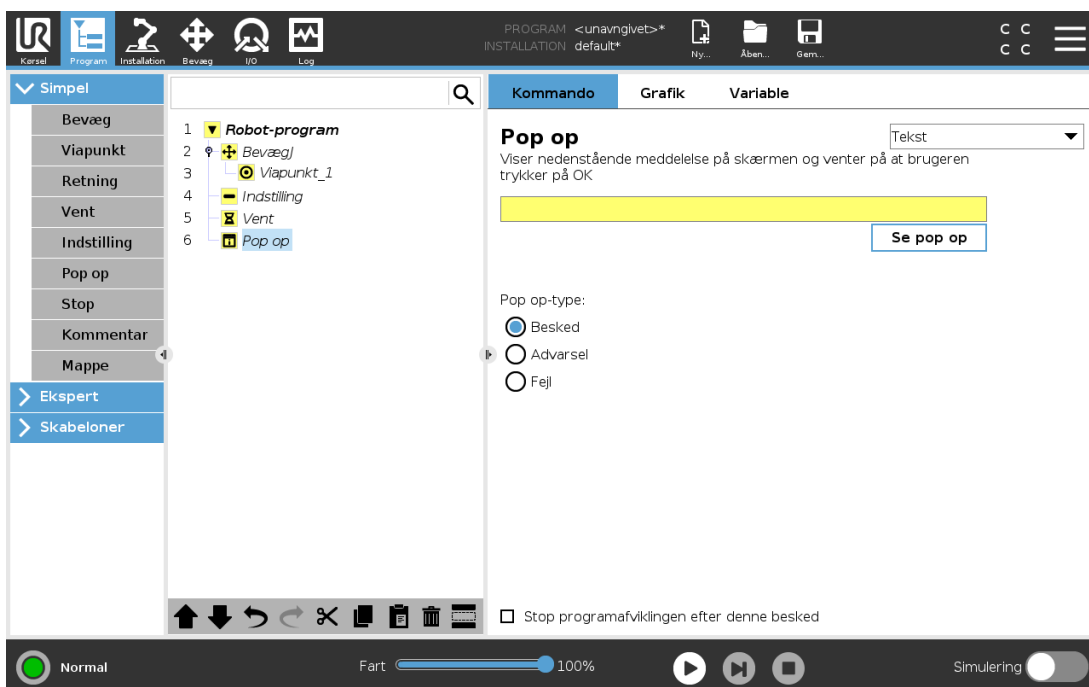 UR
PROGRAM <unavngivet>*
INSTALLATION default*
Kørsel Program Installation Bevæg I/O Log Ny... Åben... Gem...
C C
C C
Simpel
Bevæg
Viapunkt
Retning
Vent
Indstilling
Pop op
Stop
Kommentar
Mappe
Ekspert
Skabeloner
1 Robot-program
2 BevægJ
3 Viapunkt_1
4 Indstilling
5 Vent
6 Pop op
Kommando Grafik Variable
Pop op
Tekst
Viser nedenstående meddelelse på skærmen og venter på at brugeren
trykker på OK
Se pop op
Pop op-type:
Besked
Advarsel
Fejl
Stop programafviklingen efter denne besked
Normal
Fart 100%
Simulering